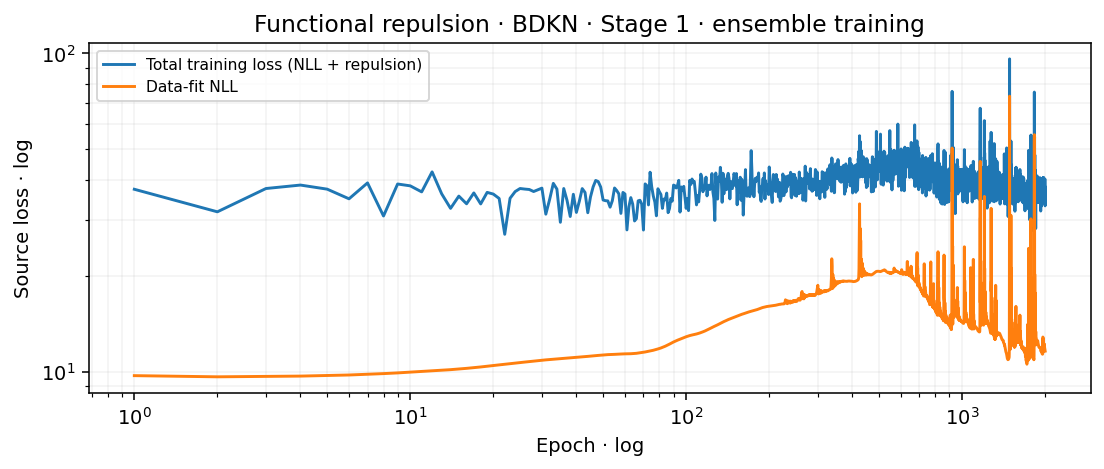 Functional repulsion · BDKN · Stage 1 · ensemble training
Total training loss (NLL + repulsion)
Data-fit NLL
Source loss · log
10²
10¹
10⁰
10¹
10²
10³
Epoch · log